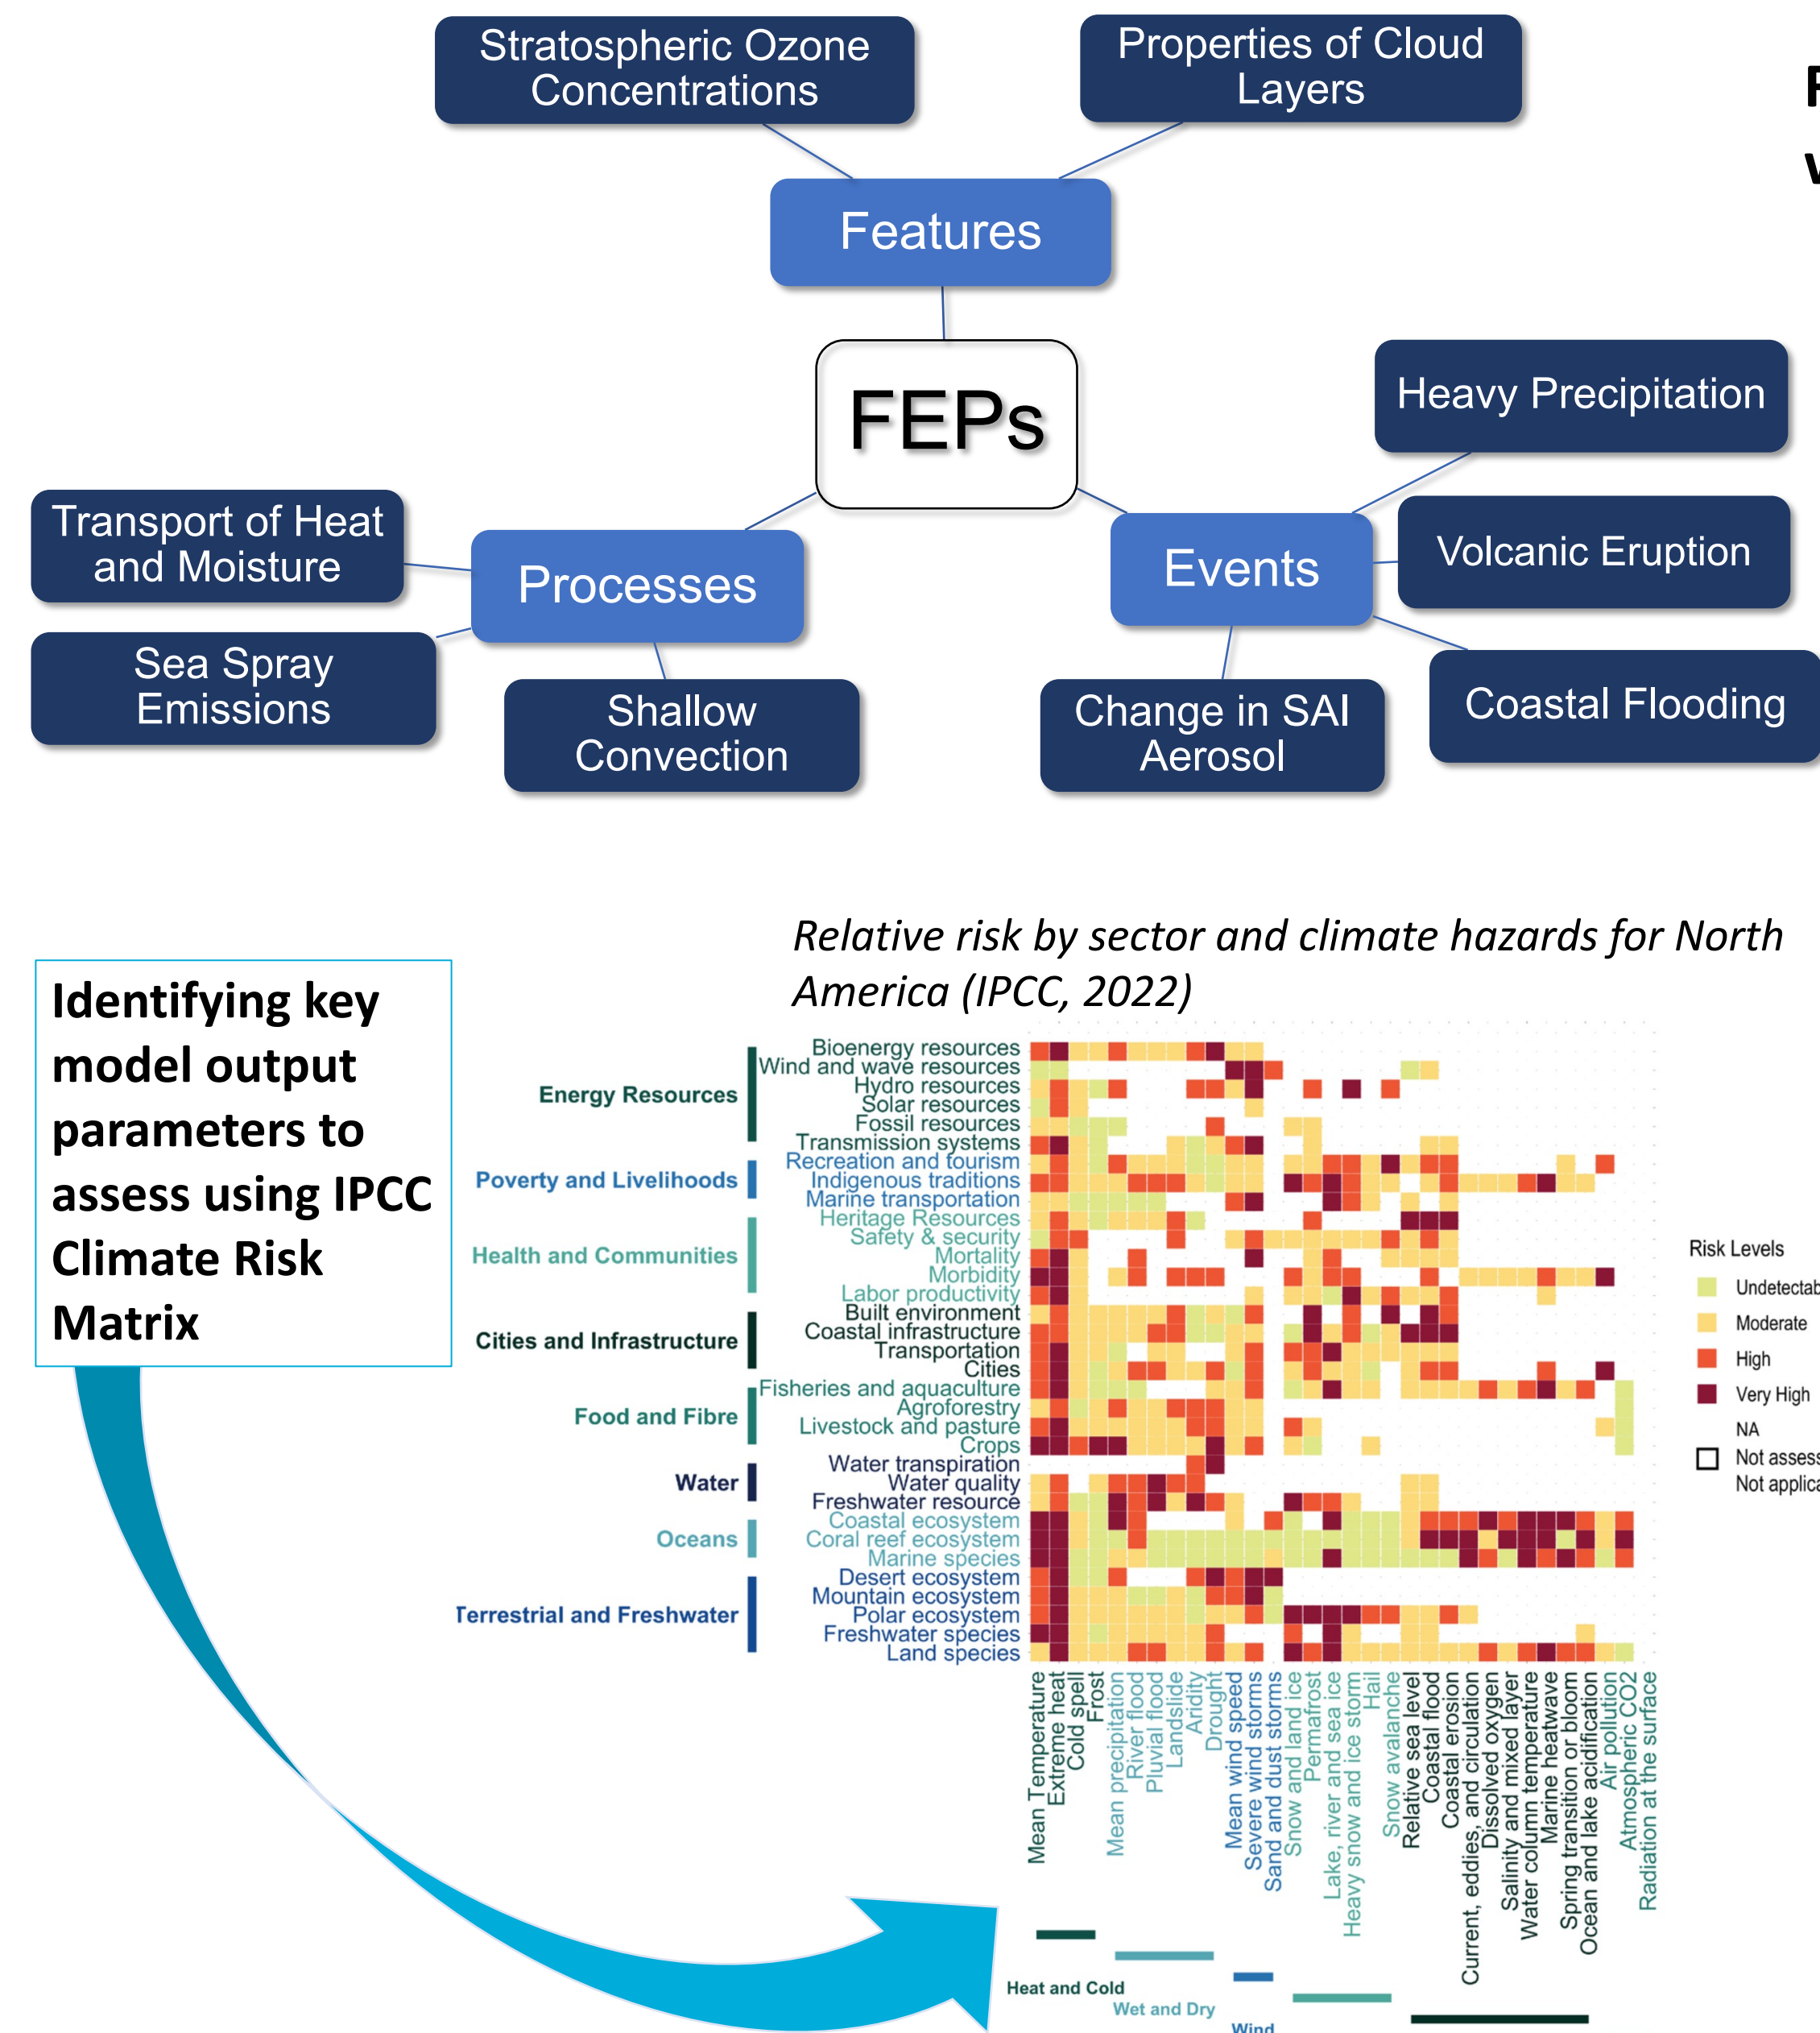 Stratospheric Ozone
Concentrations
Properties of Cloud
Layers
Features
FEPs
Heavy Precipitation
Volcanic Eruption
Coastal Flooding
Events
Change in SAI
Aerosol
Transport of Heat
and Moisture
Processes
Sea Spray
Emissions
Shallow
Convection
Identifying key
model output
parameters to
assess using IPCC
Climate Risk
Matrix
Relative risk by sector and climate hazards for North
America (IPCC, 2022)
Energy Resources
Poverty and Livelihoods
Health and Communities
Cities and Infrastructure
Food and Fibre
Water
Oceans
Terrestrial and Freshwater
Bioenergy resources
Wind and wave resources
Hydro resources
Solar resources
Fossil resources
Transmission systems
Recreation and tourism
Indigenous traditions
Marine transportation
Heritage Resources
Safety & security
Mortality
Morbidity
Labor productivity
Built environment
Coastal infrastructure
Transportation
Cities
Fisheries and aquaculture
Agroforestry
Livestock and pasture
Crops
Water transpiration
Water quality
Freshwater resource
Coastal ecosystem
Coral reef ecosystem
Marine species
Desert ecosystem
Mountain ecosystem
Polar ecosystem
Freshwater species
Land species
Risk Levels
Undetectab
Moderate
High
Very High
NA
Not assess
Not applica
Mean Temperature
Extreme heat
Cold spell
Frost
Mean precipitation
River flood
Pluvial flood
Landslide
Aridity
Drought
Mean wind speed
Severe wind storms
Sand and dust storms
Snow and land ice
Permafrost
Lake, river and sea ice
Heavy snow and ice storm
Hail
Snow avalanche
Relative sea level
Coastal flood
Coastal erosion
Current, eddies, and circulation
Dissolved oxygen
Salinity and mixed layer
Water column temperature
Marine heatwave
Spring transition or bloom
Ocean and lake acidification
Air pollution
Atmospheric CO2
Radiation at the surface
Heat and Cold
Wet and Dry
Wind